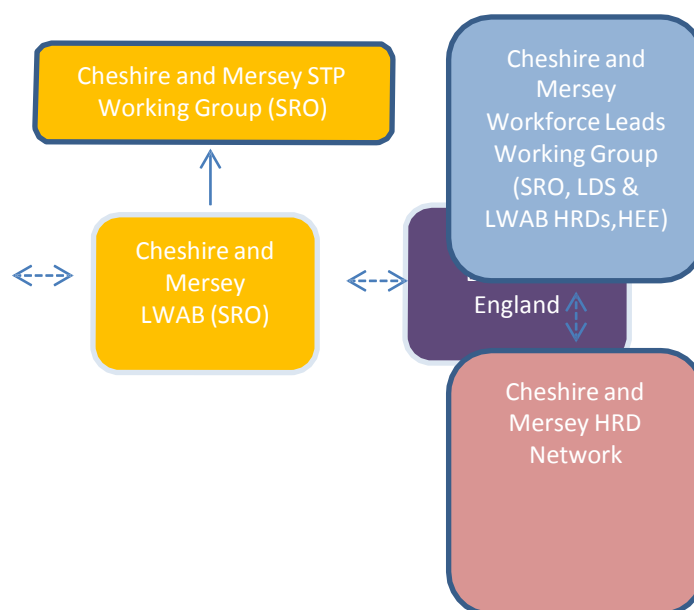 Cheshire and Mersey STP
Working Group (SRO)
Cheshire and
Mersey
Workforce Leads
Working Group
(SRO, LDS &
LWAB HRDs,HEE)
Cheshire and
Mersey
LWAB (SRO)
England
Cheshire and
Mersey HRD
Network